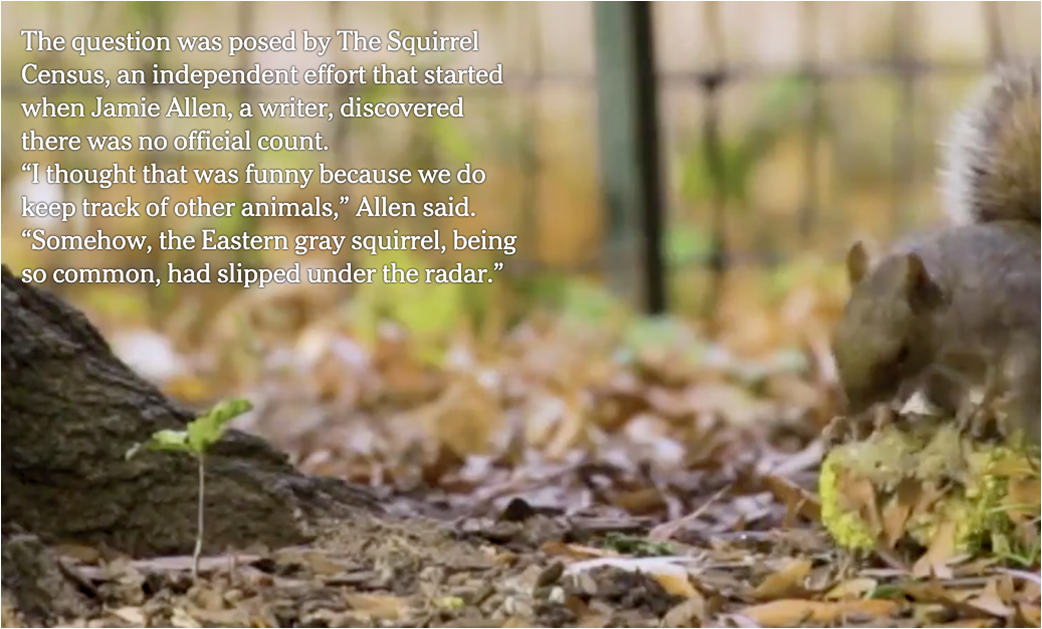 The question was posed by The Squirrel
Census, an independent effort that started
when Jamie Allen, a writer, discovered
there was no official count.
“I thought that was funny because we do
keep track of other animals,” Allen said.
“Somehow, the Eastern gray squirrel, being
so common, had slipped under the radar.”